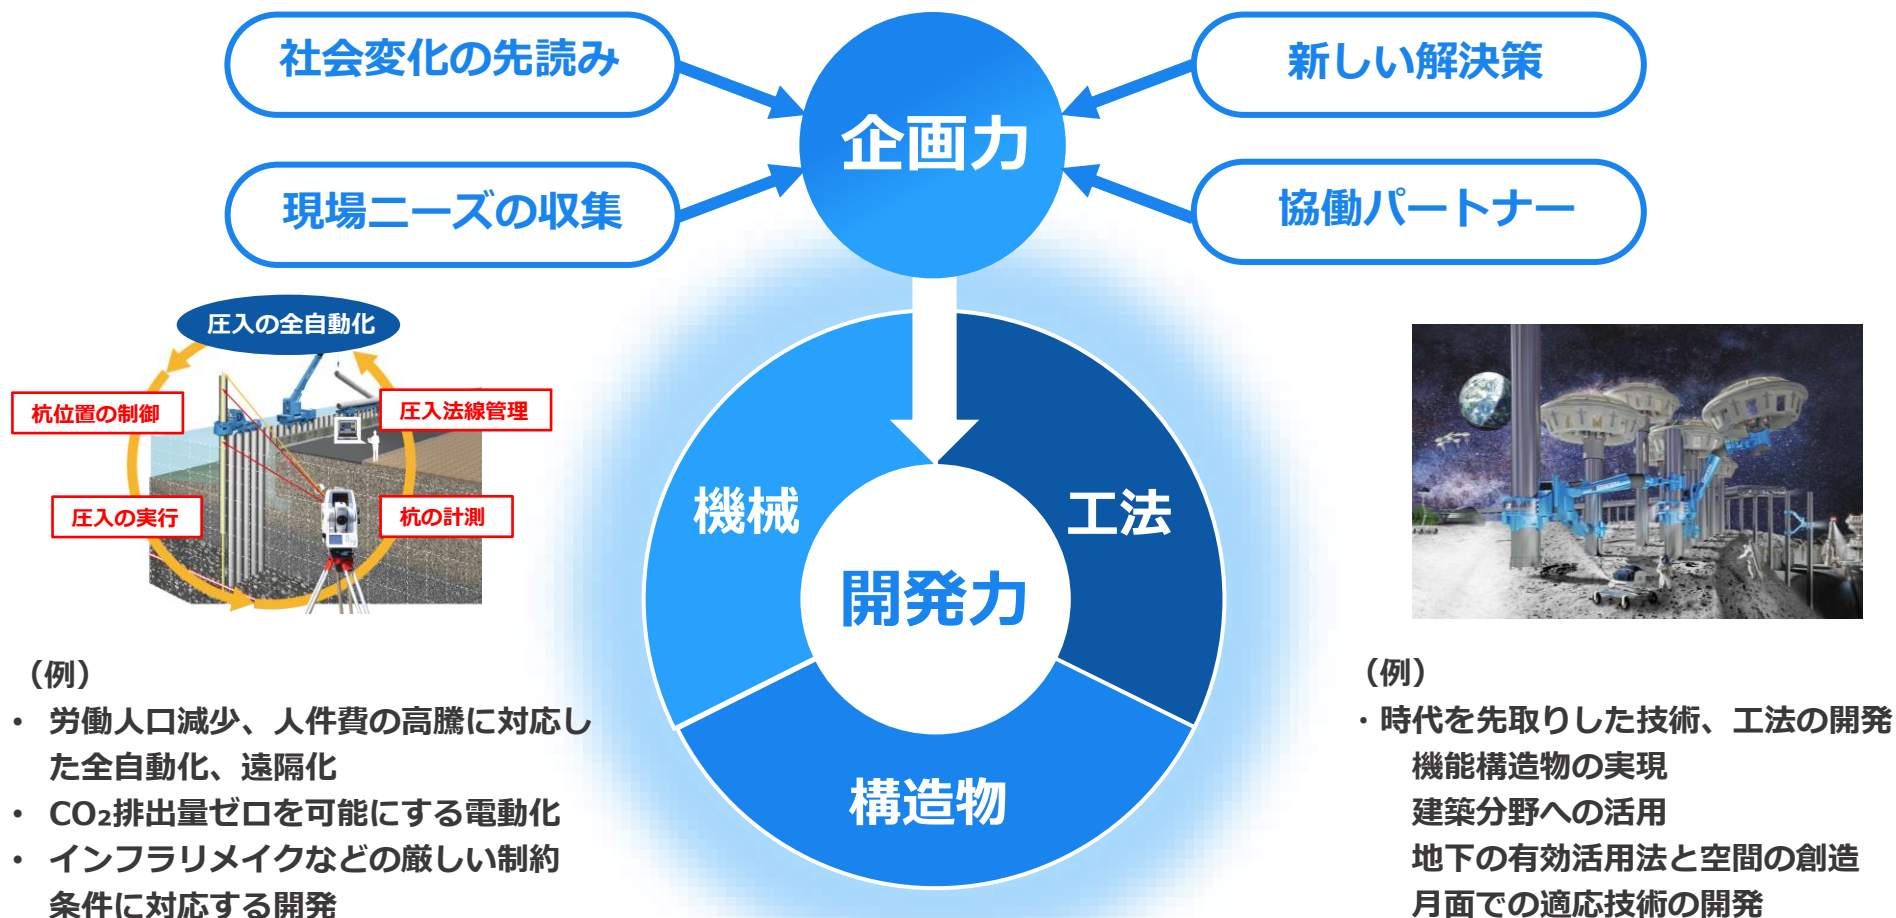 社会変化の先読み
新しい解決策
企画力
現場ニーズの収集
協働パートナー
圧入の全自動化
杭位置の制御
圧入法線管理
圧入の実行
杭の計測
機械
工法
開発力
構造物
（例）
・ 労働人口減少、人件費の高騰に対応し
た全自動化、遠隔化
・ CO₂排出量ゼロを可能にする電動化
・ インフラリメイクなどの厳しい制約
条件に対応する開発
（例）
・時代を先取りした技術、工法の開発
機能構造物の実現
建築分野への活用
地下の有効活用法と空間の創造
月面での適応技術の開発